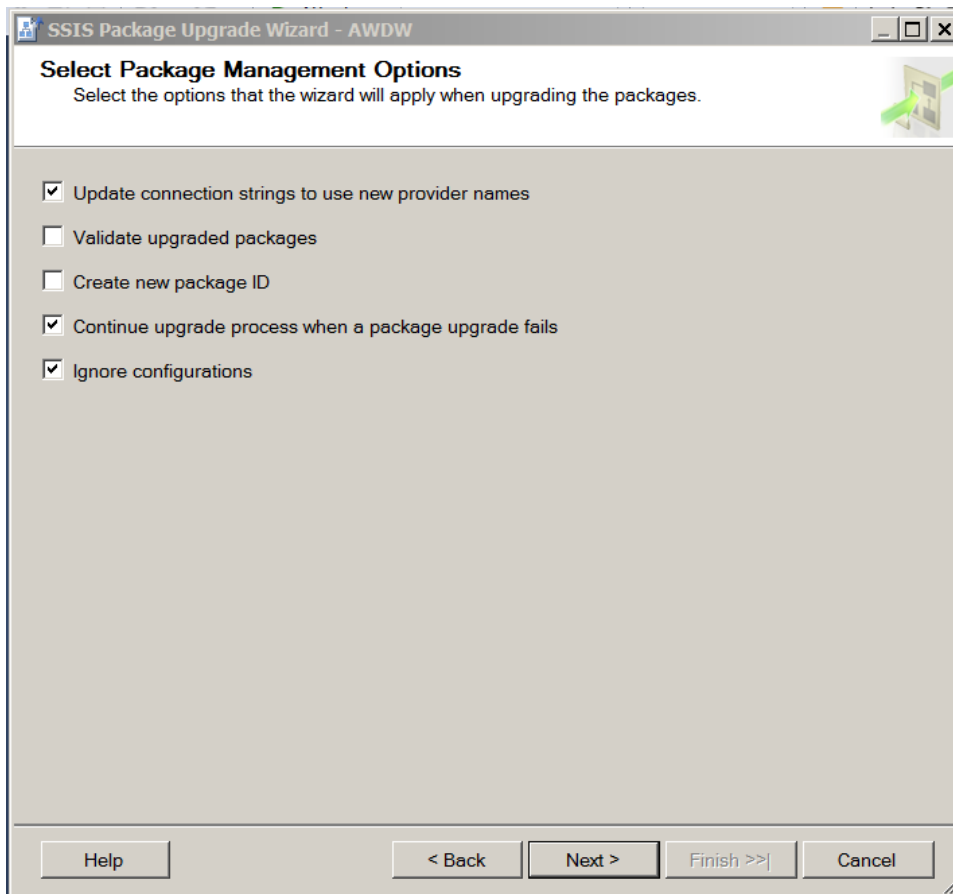 SSIS Package Upgrade Wizard - AWDW
Select Package Management Options
Select the options that the wizard will apply when upgrading the packages.
Update connection strings to use new provider names
Validate upgraded packages
Create new package ID
Continue upgrade process when a package upgrade fails
Ignore configurations
Help
< Back
Next >
Finish >>|
Cancel